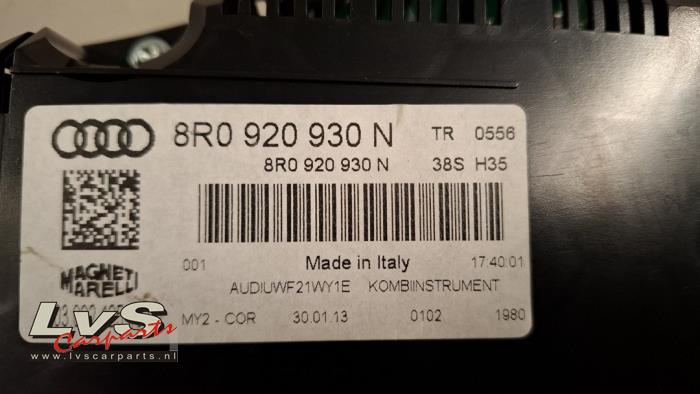 8R0 920 930 N TR 0556
8R0 920 930 N 38S H35
001 Made in Italy 17:40:01
MAGNETI
MARELLI
AUDIUWF21WY1E KOMBIINSTRUMENT
MY2 - COR 30.01.13 0102 1980
LvS
Carparts
www.lvscarparts.nl